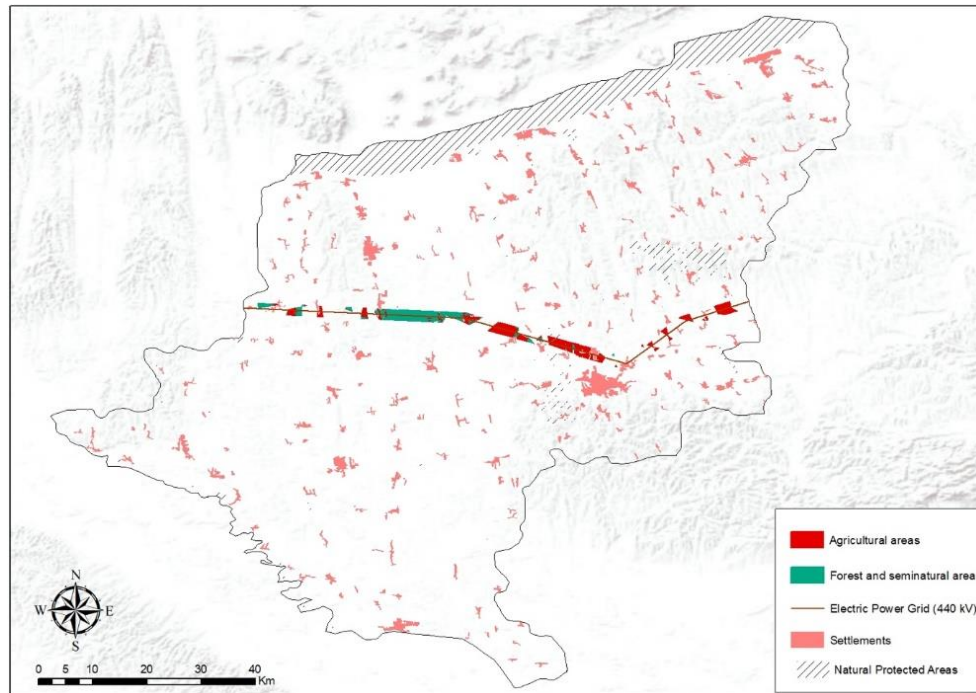 Agricultural areas
Forest and seminatural area
Electric Power Grid (440 kV)
Settlements
Natural Protected Areas
N
W E
S
0 5 10 20 30 40
Km